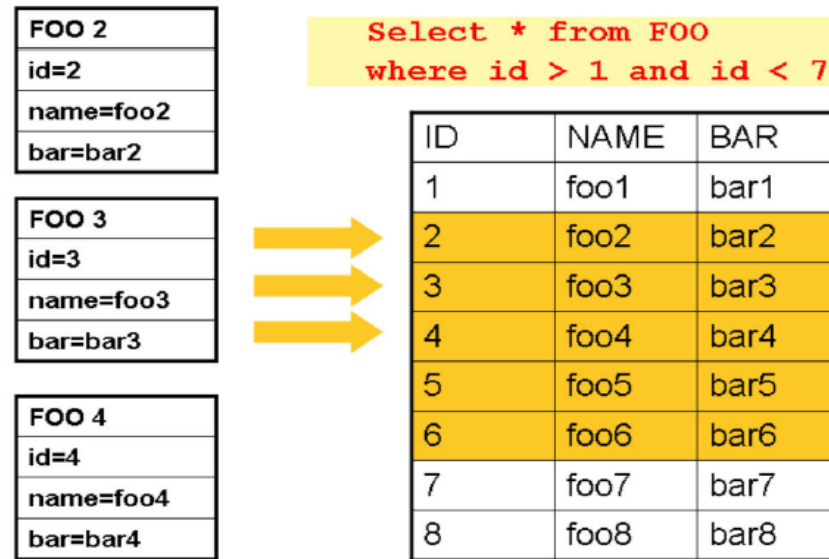 FOO 2
id=2
name=foo2
bar=bar2
FOO 3
id=3
name=foo3
bar=bar3
FOO 4
id=4
name=foo4
bar=bar4
Select * from FOO
where id > 1 and id < 7
ID NAME BAR
1 foo1 bar1
2 foo2 bar2
3 foo3 bar3
4 foo4 bar4
5 foo5 bar5
6 foo6 bar6
7 foo7 bar7
8 foo8 bar8